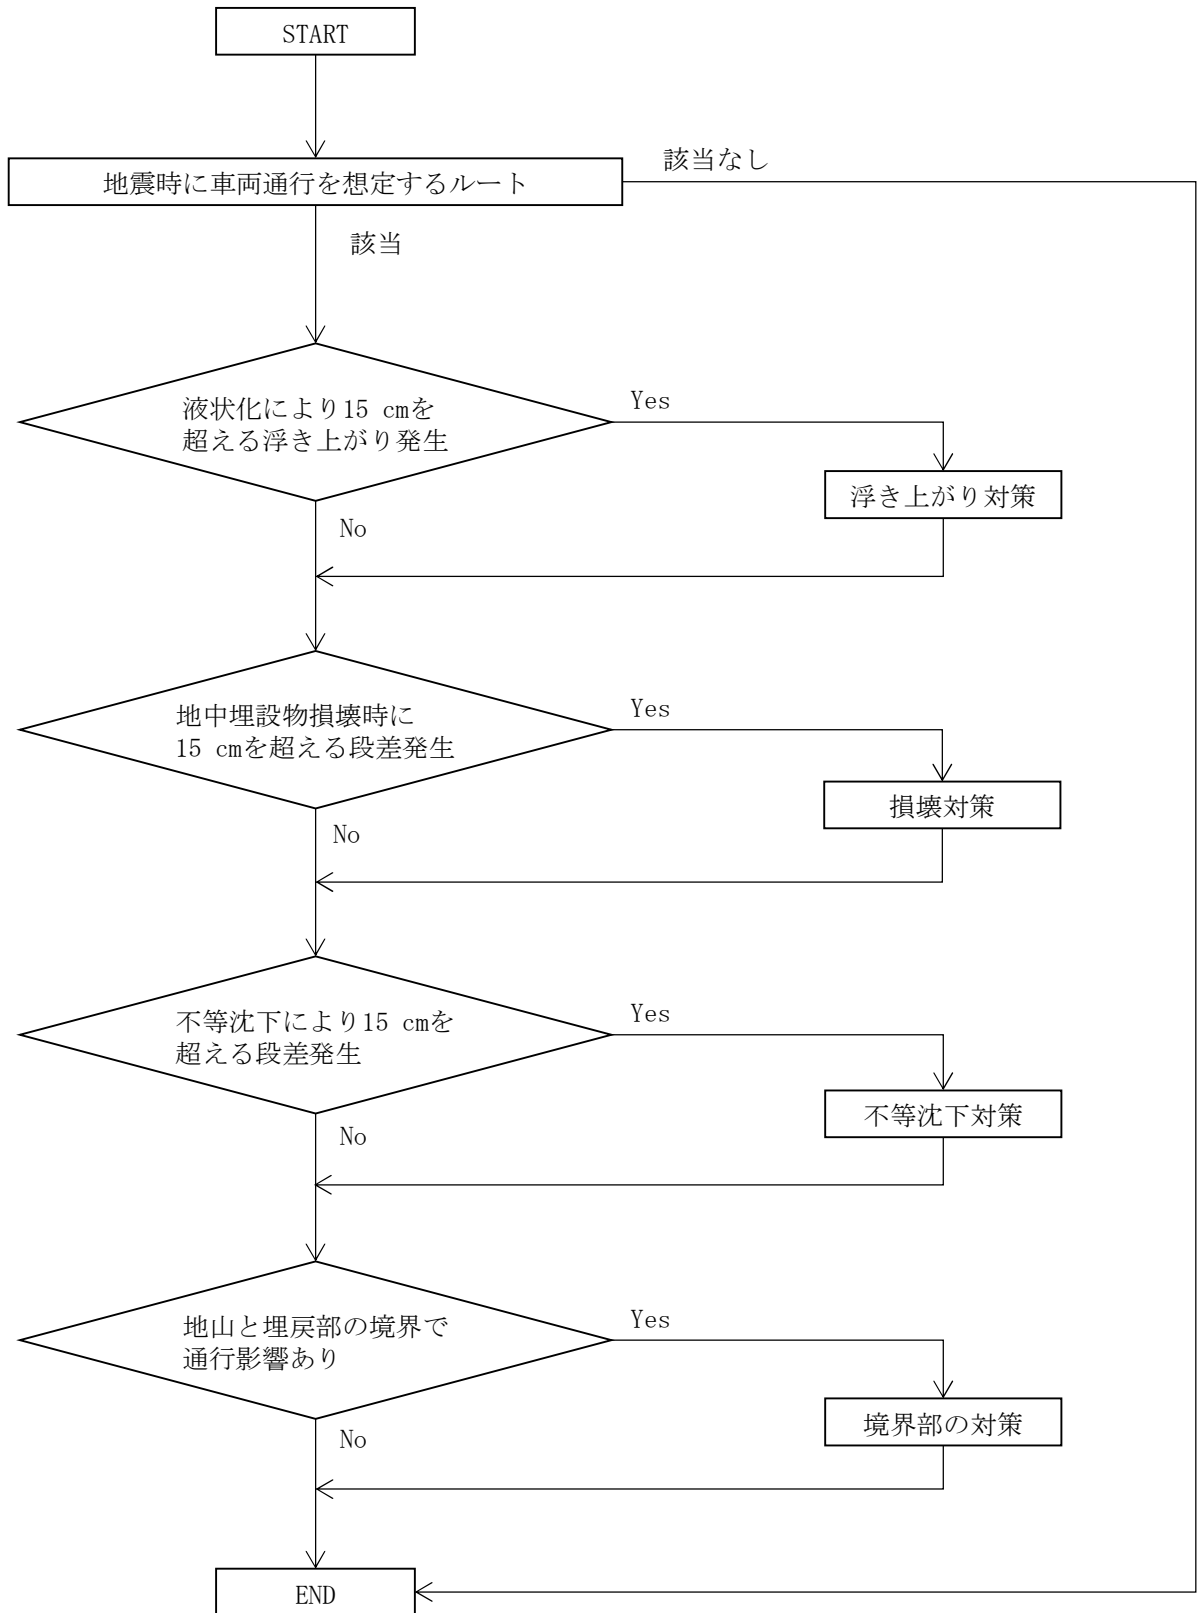 START
該当なし
地震時に車両通行を想定するルート
該当
液状化により15 cmを
超える浮き上がり発生
Yes
浮き上がり対策
No
地中埋設物損壊時に
15 cmを超える段差発生
Yes
損壊対策
No
不等沈下により15 cmを
超える段差発生
Yes
不等沈下対策
No
地山と埋戻部の境界で
通行影響あり
Yes
境界部の対策
No
END